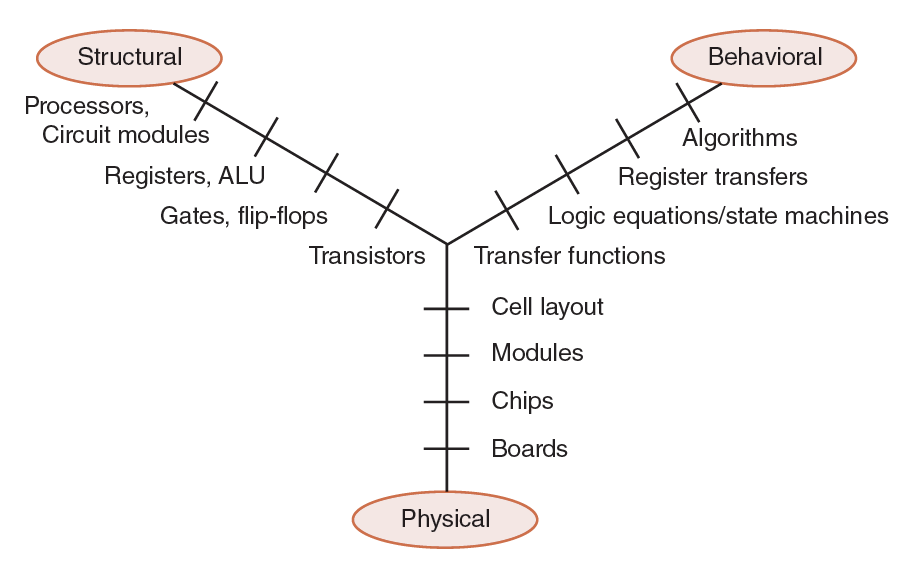 Structural
Behavioral
Processors,
Circuit modules
Algorithms
Registers, ALU
Register transfers
Gates, flip-flops
Logic equations/state machines
Transistors
Transfer functions
Cell layout
Modules
Chips
Boards
Physical